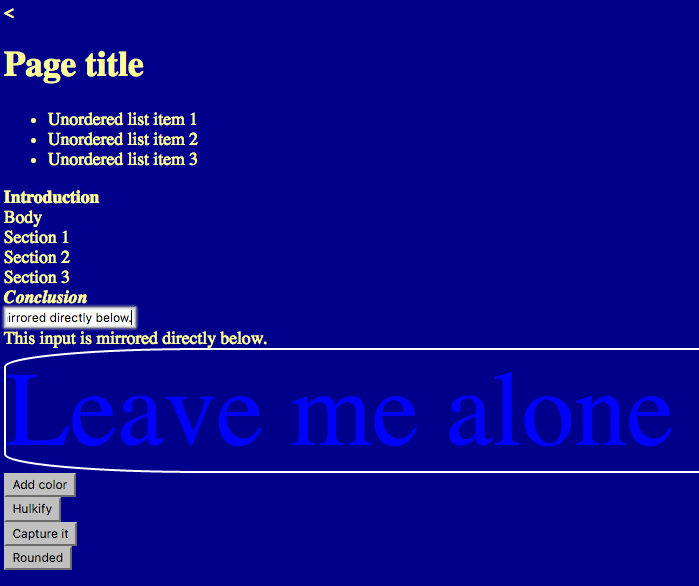 <
Page title
Unordered list item 1
Unordered list item 2
Unordered list item 3
Introduction
Body
Section 1
Section 2
Section 3
Conclusion
irrored directly below.
This input is mirrored directly below.
Leave me alone
Add color
Hulkify
Capture it
Rounded